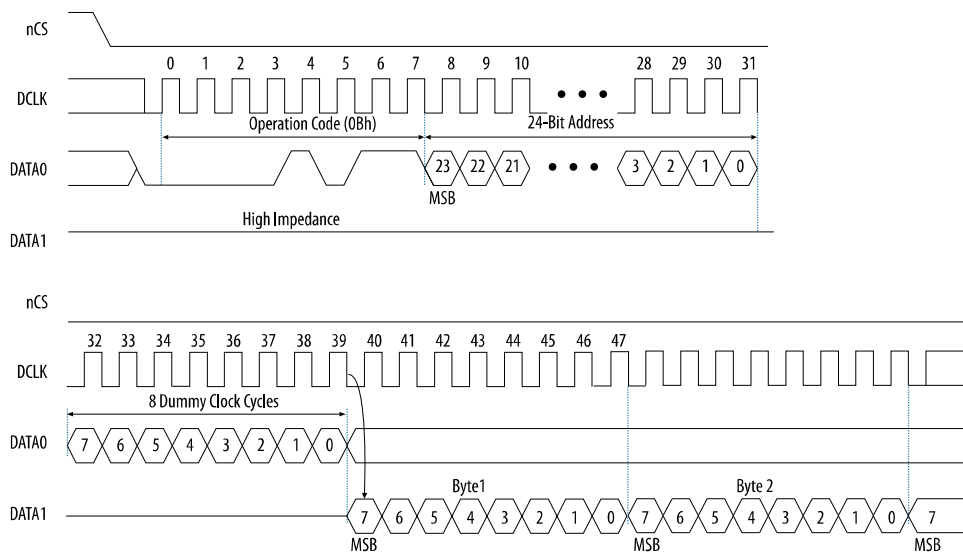 nCS
0 1 2 3 4 5 6 7 8 9 10 28 29 30 31
DCLK
Operation Code (0Bh) 24-Bit Address
DATA0 23 22 21 3 2 1 0
MSB
High Impedance
DATA1
nCS
32 33 34 35 36 37 38 39 40 41 42 43 44 45 46 47
DCLK
8 Dummy Clock Cycles
DATA0 7 6 5 4 3 2 1 0
Byte1 Byte 2
DATA1 7 6 5 4 3 2 1 0 7 6 5 4 3 2 1 0 7
MSB MSB MSB